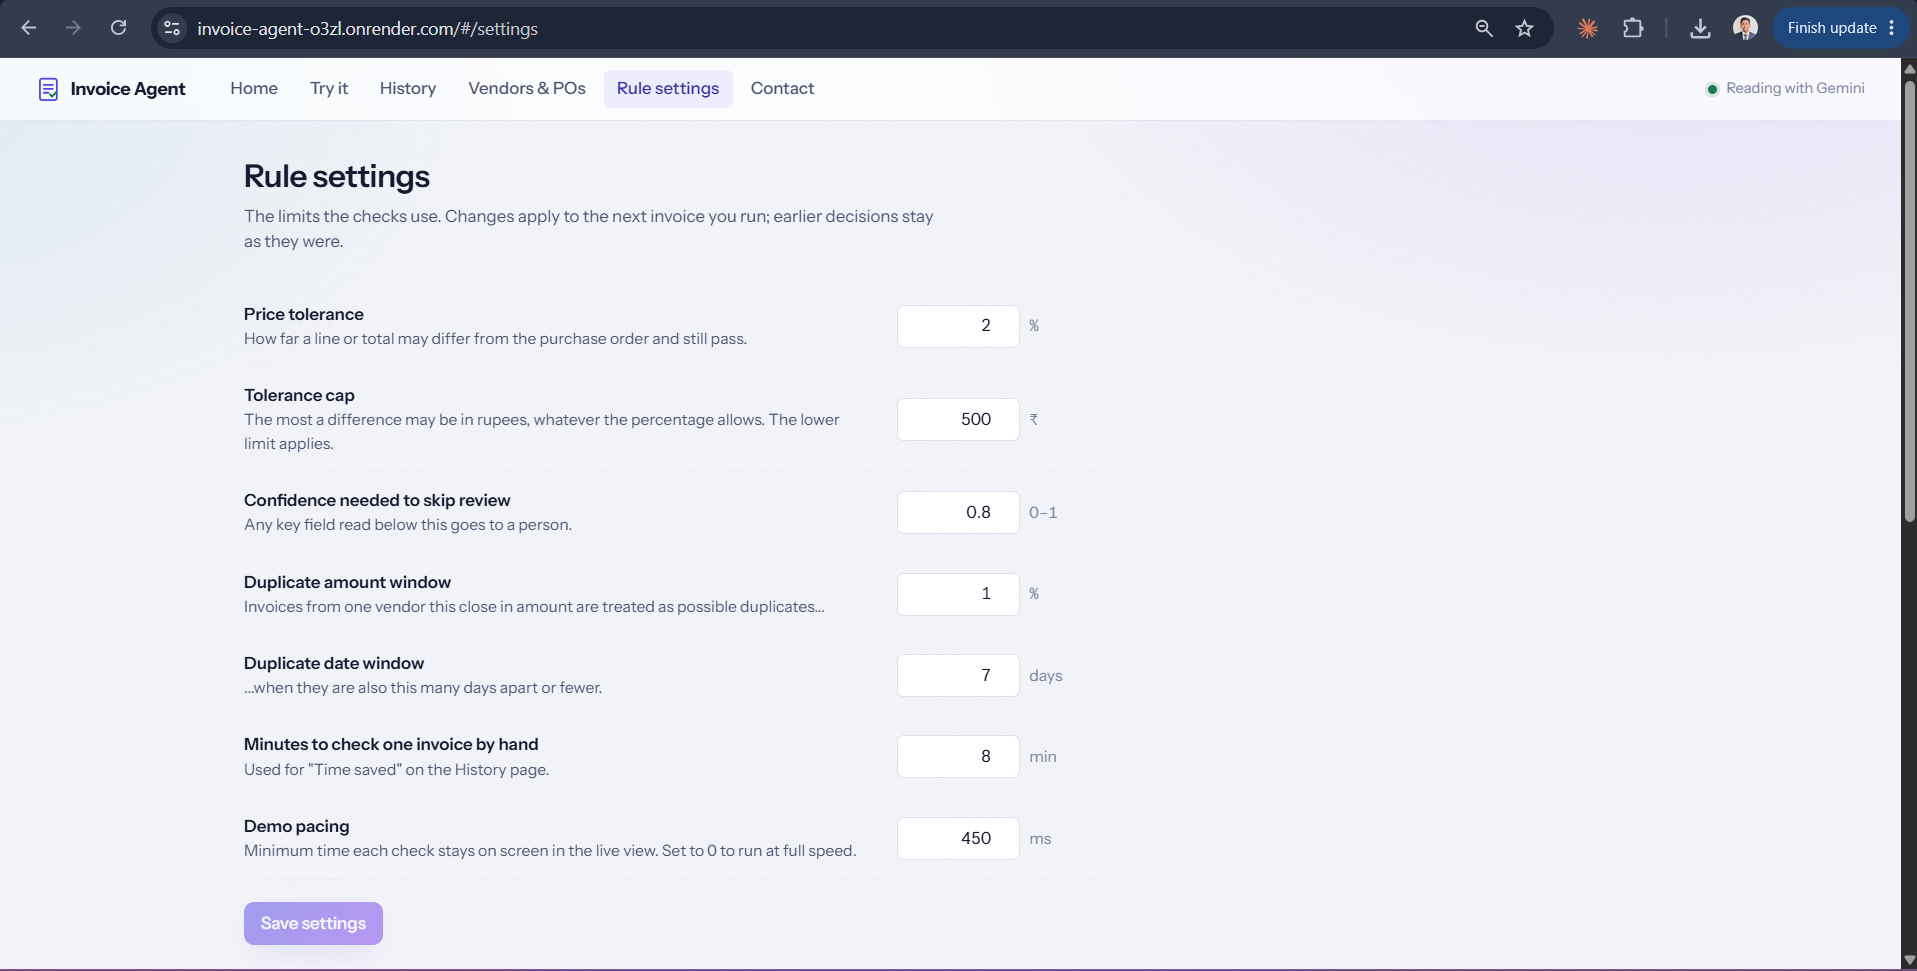 invoice-agent-o3zl.onrender.com/#/settings
Finish update
Invoice Agent
Home
Try it
History
Vendors & POs
Rule settings
Contact
Reading with Gemini
Rule settings
The limits the checks use. Changes apply to the next invoice you run; earlier decisions stay
as they were.
Price tolerance
How far a line or total may differ from the purchase order and still pass.
2 %
Tolerance cap
The most a difference may be in rupees, whatever the percentage allows. The lower
limit applies.
500 ₹
Confidence needed to skip review
Any key field read below this goes to a person.
0.8 0–1
Duplicate amount window
Invoices from one vendor this close in amount are treated as possible duplicates...
1 %
Duplicate date window
...when they are also this many days apart or fewer.
7 days
Minutes to check one invoice by hand
Used for "Time saved" on the History page.
8 min
Demo pacing
Minimum time each check stays on screen in the live view. Set to 0 to run at full speed.
450 ms
Save settings